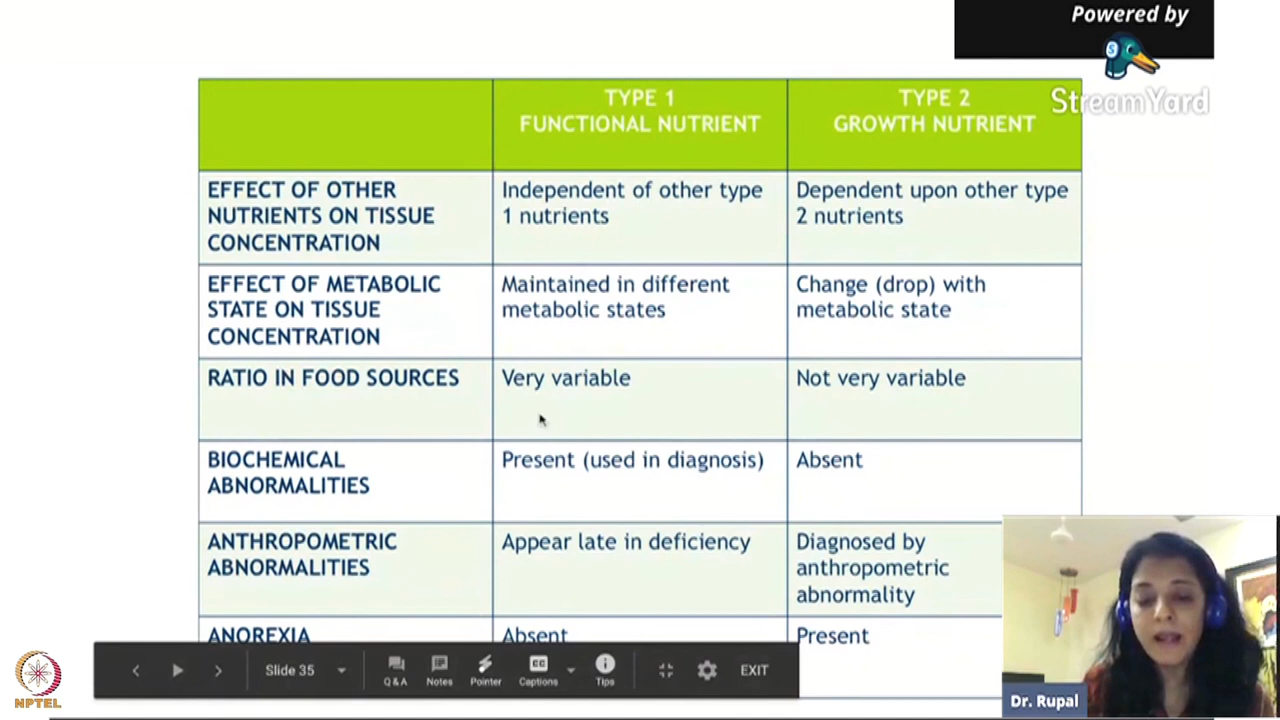 Powered by
StreamYard
TYPE 1
FUNCTIONAL NUTRIENT
TYPE 2
GROWTH NUTRIENT
EFFECT OF OTHER
NUTRIENTS ON TISSUE
CONCENTRATION
Independent of other type
1 nutrients
Dependent upon other type
2 nutrients
EFFECT OF METABOLIC
STATE ON TISSUE
CONCENTRATION
Maintained in different
metabolic states
Change (drop) with
metabolic state
RATIO IN FOOD SOURCES
Very variable
Not very variable
BIOCHEMICAL
ABNORMALITIES
Present (used in diagnosis)
Absent
ANTHROPOMETRIC
ABNORMALITIES
Appear late in deficiency
Diagnosed by
anthropometric
abnormality
ANOREXIA
Absent
Present
Slide 35
Q & A
Notes
Pointer
CC
Captions
Tips
EXIT
NPTEL
Dr. Rupal